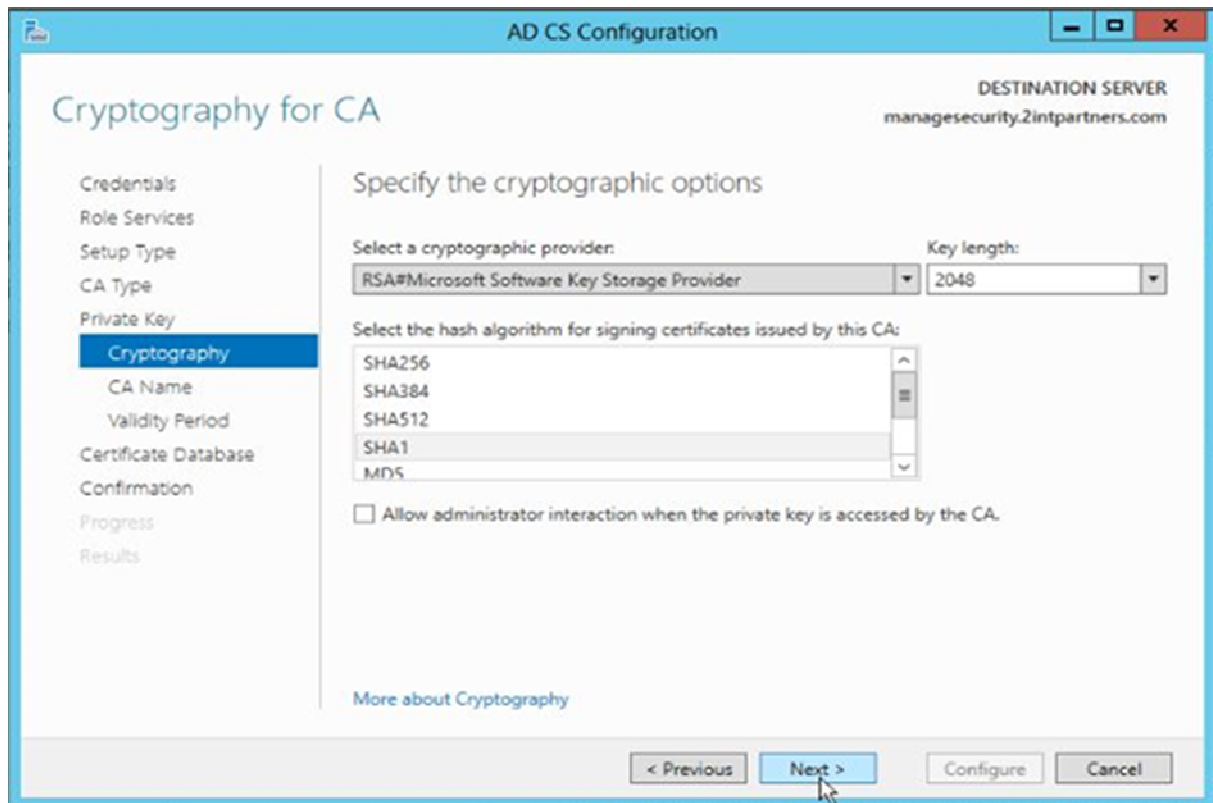 AD CS Configuration
Cryptography for CA
DESTINATION SERVER
managesecurity.2intpartners.com
Credentials
Role Services
Setup Type
CA Type
Private Key
Cryptography
CA Name
Validity Period
Certificate Database
Confirmation
Progress
Results
Specify the cryptographic options
Select a cryptographic provider:
Key length:
RSA#Microsoft Software Key Storage Provider
2048
Select the hash algorithm for signing certificates issued by this CA:
SHA256
SHA384
SHA512
SHA1
MD5
Allow administrator interaction when the private key is accessed by the CA.
More about Cryptography
< Previous
Next >
Configure
Cancel